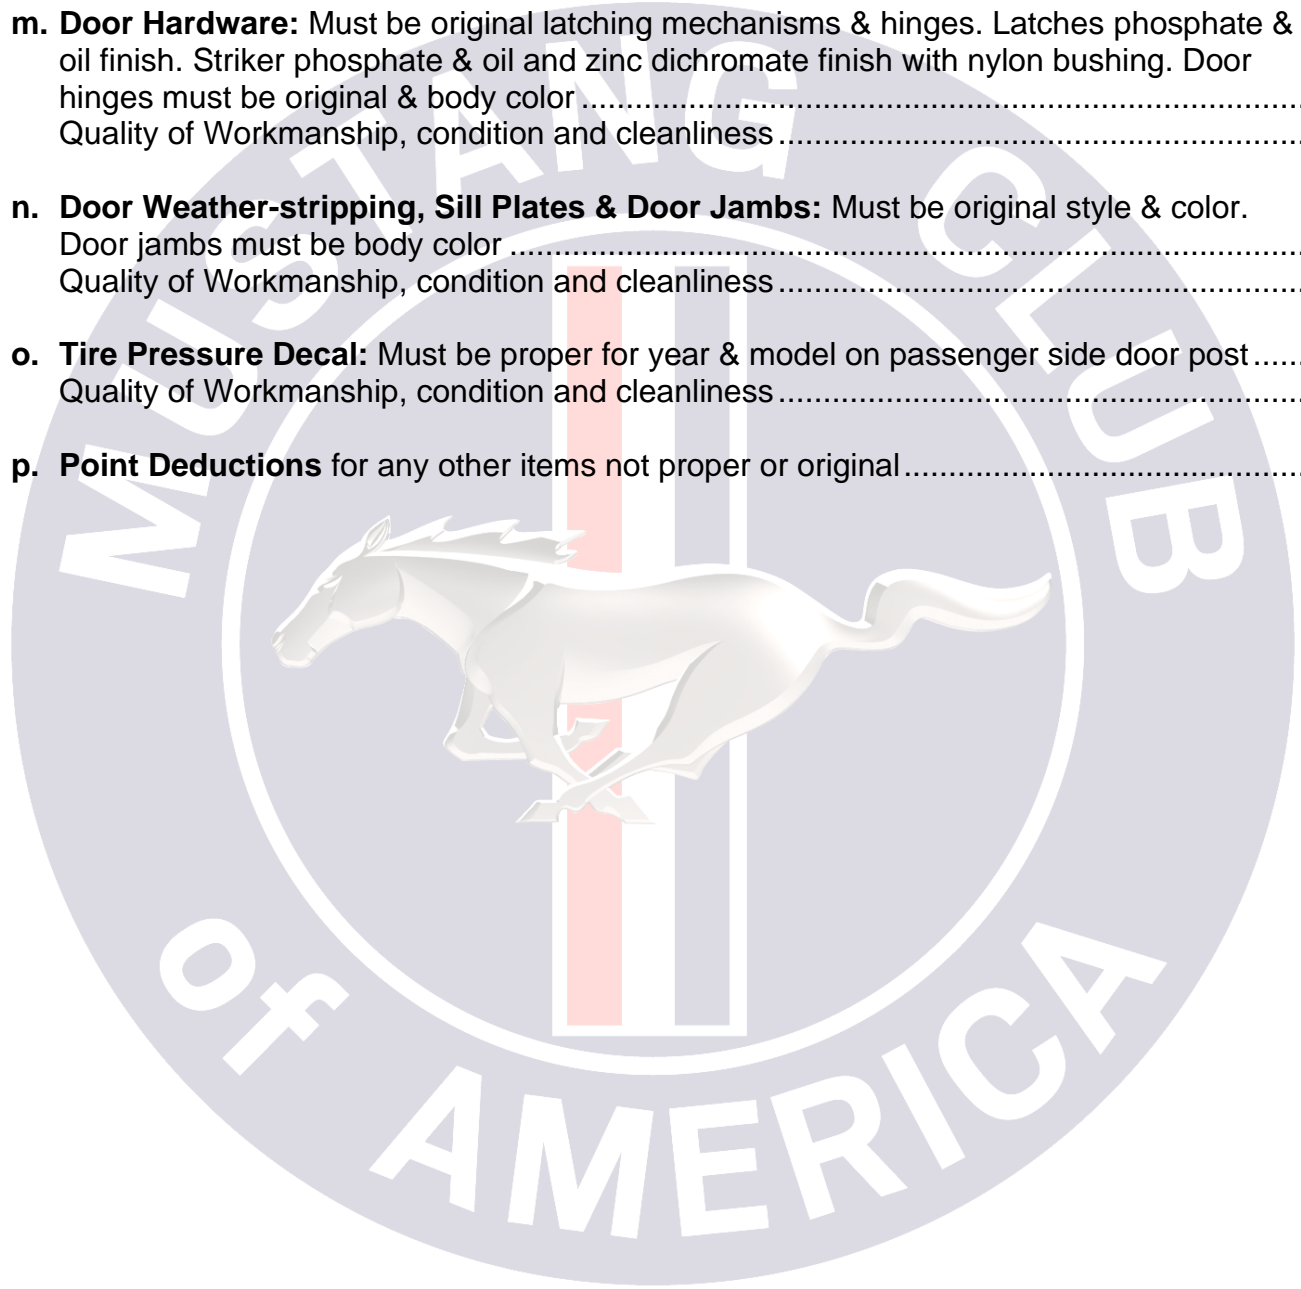 m. Door Hardware: Must be original latching mechanisms & hinges. Latches phosphate &
oil finish. Striker phosphate & oil and zinc dichromate finish with nylon bushing. Door
hinges must be original & body color ..........................................................................................
Quality of Workmanship, condition and cleanliness ...................................................................
n. Door Weather-stripping, Sill Plates & Door Jambs: Must be original style & color.
Door jambs must be body color ..................................................................................................
Quality of Workmanship, condition and cleanliness ...................................................................
o. Tire Pressure Decal: Must be proper for year & model on passenger side door post ......
Quality of Workmanship, condition and cleanliness ...................................................................
p. Point Deductions for any other items not proper or original ...................................................
MUSTANG CLUB
of AMERICA